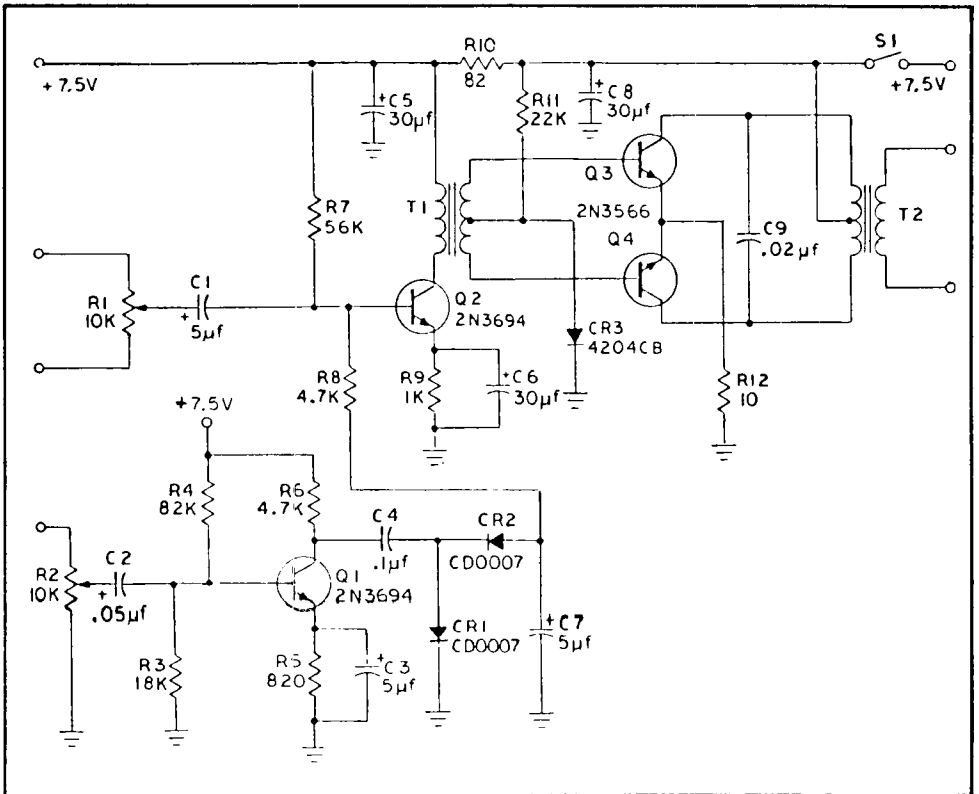 R10
82
S1
+7.5V
+C5
30µf
R11
22K
+C8
30µf
+7.5V
Q3
R7
56K
T1
2N3566
Q4
C9
.02µf
T2
R1
10K
C1
+
5µf
Q2
2N3694
CR3
4204CB
R8
4.7K
R9
1K
+C6
30µf
R12
10
+7.5V
R4
82K
R6
4.7K
C4
.1µf
CR2
CD0007
R2
10K
C2
+
.05µf
Q1
2N3694
CR1
CD0007
+C7
5µf
R3
18K
R5
820
+C3
5µf